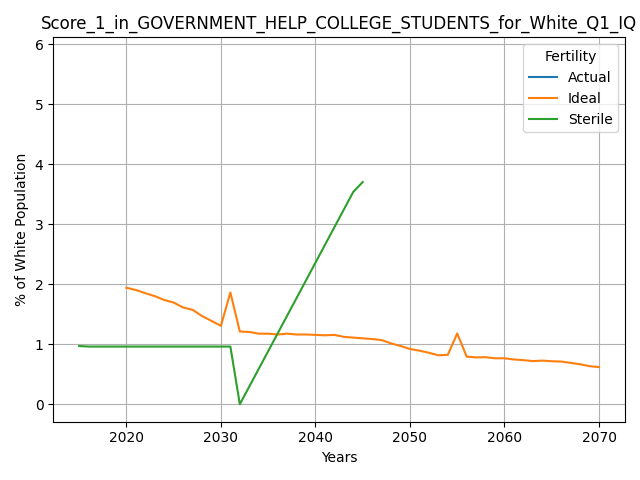 Score_1_in_GOVERNMENT_HELP_COLLEGE_STUDENTS_for_White_Q1_IQ
Fertility
Actual
Ideal
Sterile
% of White Population
6
5
4
3
2
1
0
2020 2030 2040 2050 2060 2070
Years